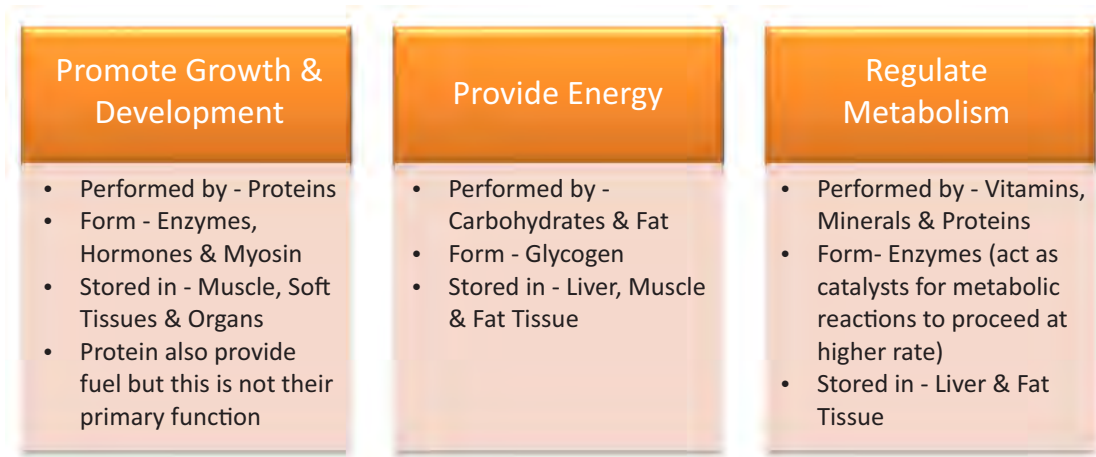 Promote Growth &
Development
• Performed by - Proteins
• Form - Enzymes,
Hormones & Myosin
• Stored in - Muscle, Soft
Tissues & Organs
• Protein also provide
fuel but this is not their
primary function
Provide Energy
• Performed by -
Carbohydrates & Fat
• Form - Glycogen
• Stored in - Liver, Muscle
& Fat Tissue
Regulate
Metabolism
• Performed by - Vitamins,
Minerals & Proteins
• Form- Enzymes (act as
catalysts for metabolic
reactions to proceed at
higher rate)
• Stored in - Liver & Fat
Tissue